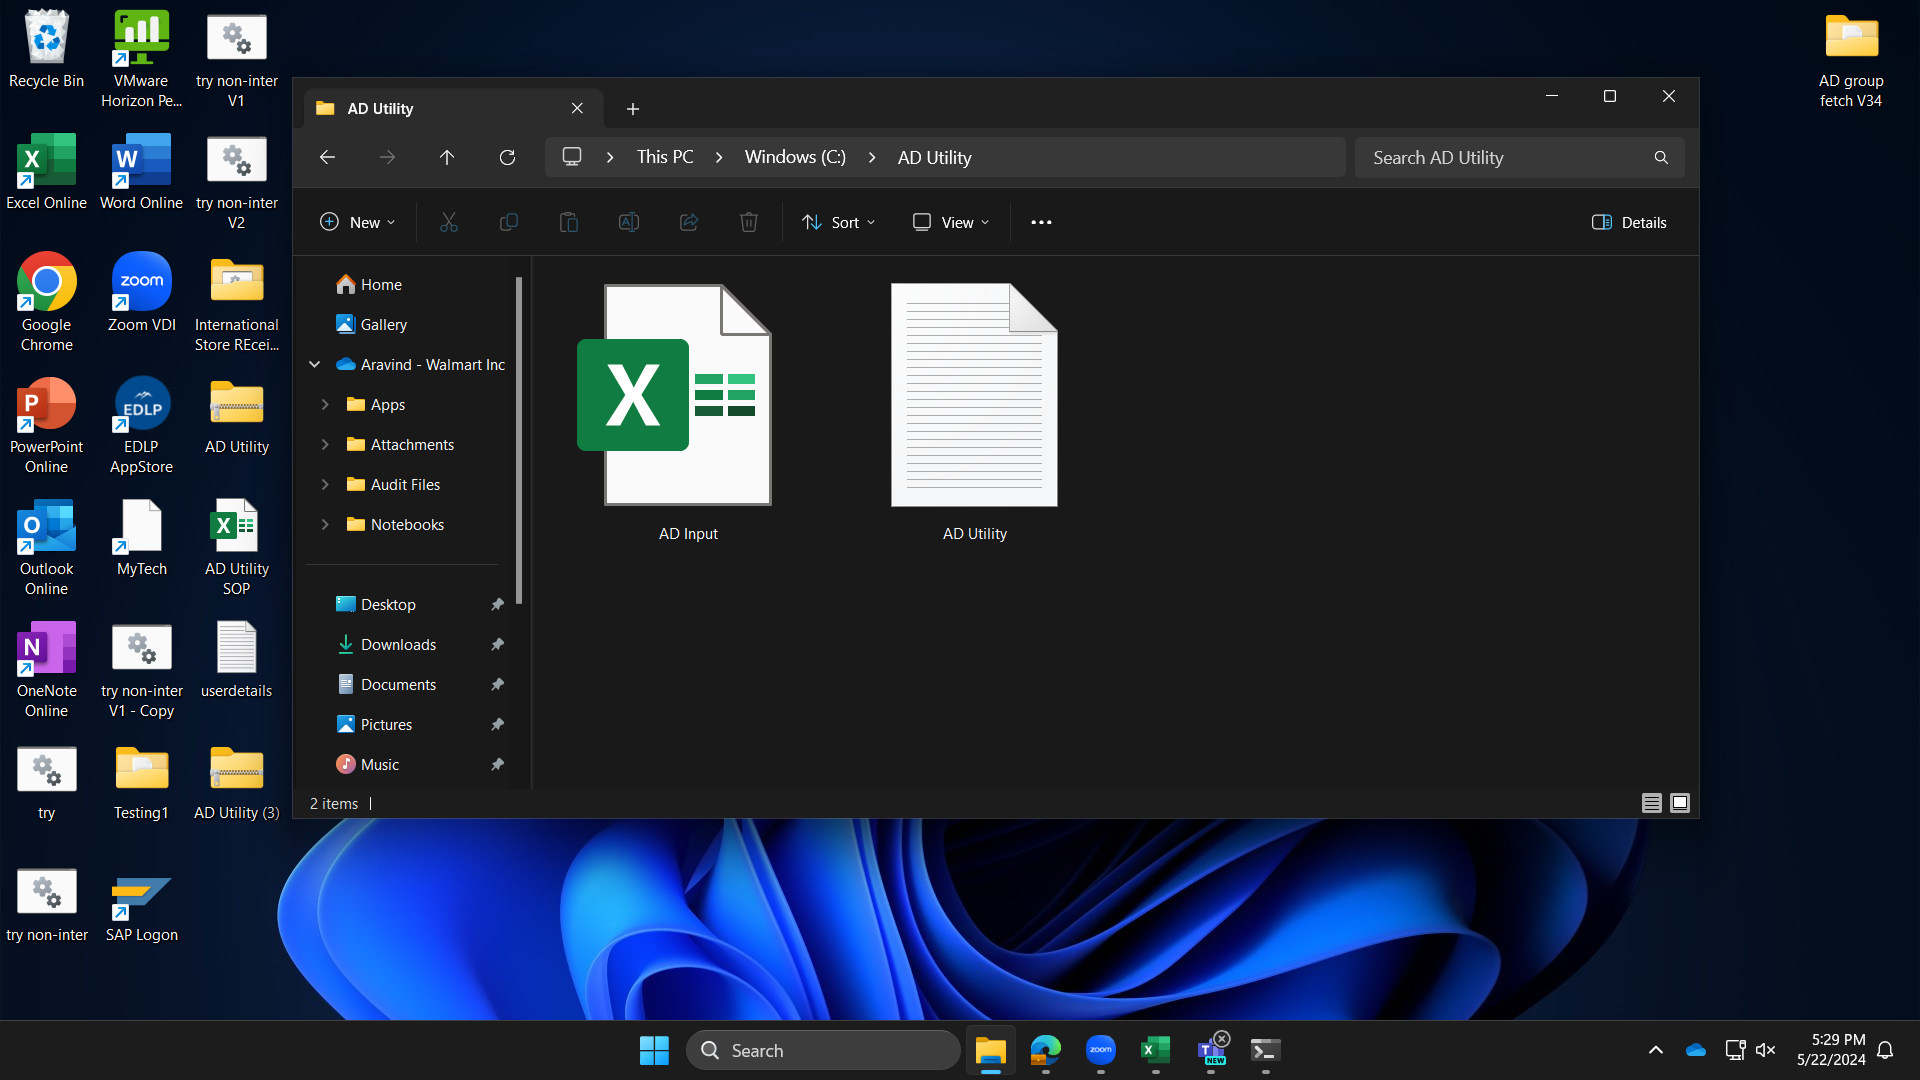 Recycle Bin
VMware
Horizon Pe...
try non-inter
V1
AD group
fetch V34
Excel Online
Word Online
try non-inter
V2
Google
Chrome
zoom
Zoom VDI
International
Store REcei...
PowerPoint
Online
EDLP
EDLP
AppStore
AD Utility
Outlook
Online
MyTech
AD Utility
SOP
OneNote
Online
try non-inter
V1 - Copy
userdetails
try
Testing1
AD Utility (3)
try non-inter
SAP Logon
AD Utility
This PC
Windows (C:)
AD Utility
Search AD Utility
New
Sort
View
Details
Home
Gallery
Aravind - Walmart Inc
Apps
Attachments
Audit Files
Notebooks
Desktop
Downloads
Documents
Pictures
Music
AD Input
AD Utility
2 items
Search
zoom
NEW
5:29 PM
5/22/2024